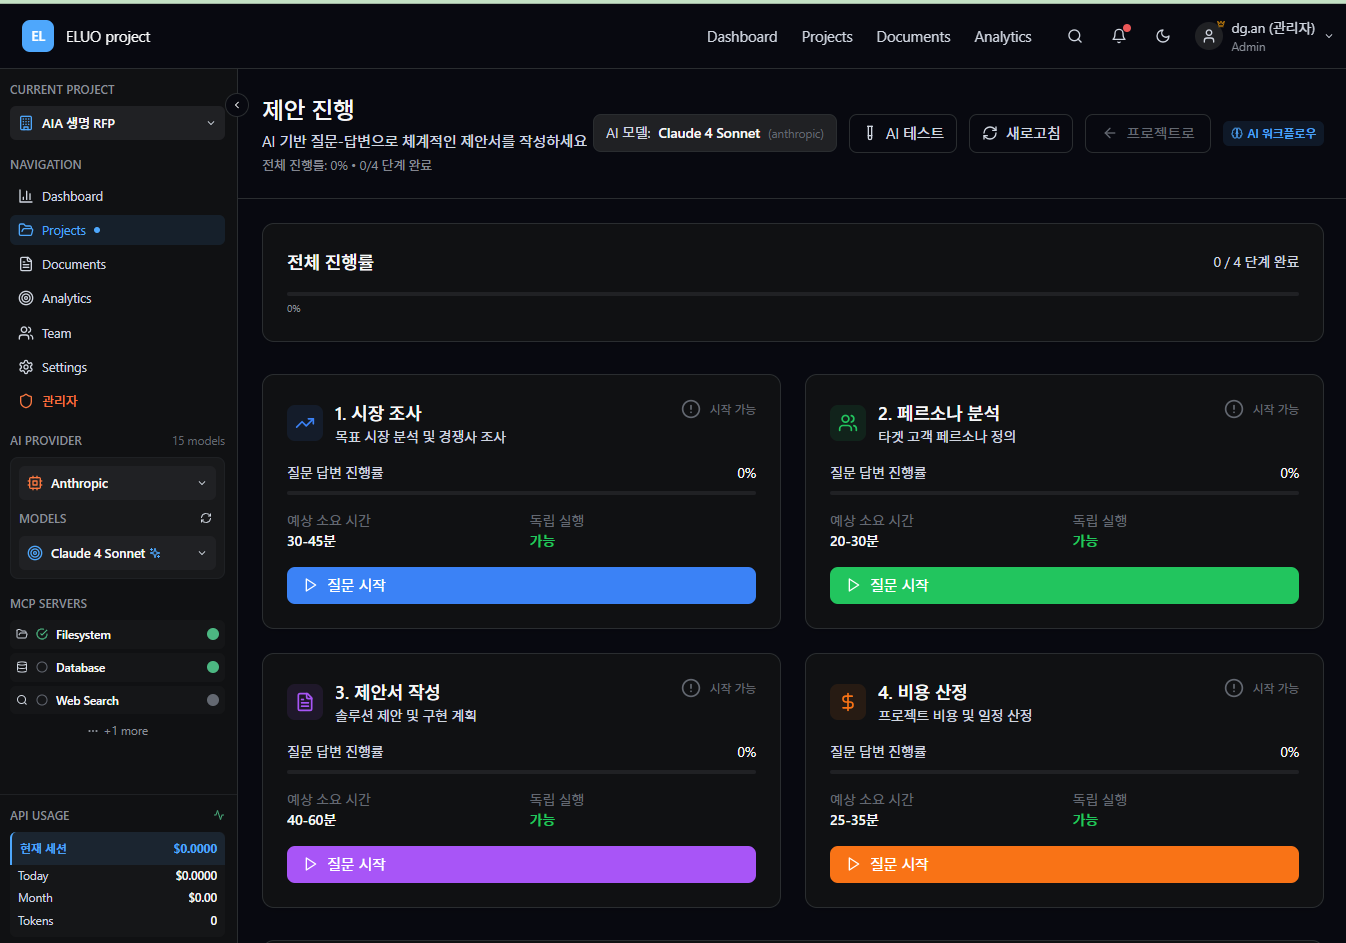 EL ELUO project
Dashboard Projects Documents Analytics
dg.an (관리자)
Admin
CURRENT PROJECT
AIA 생명 RFP
NAVIGATION
Dashboard
Projects
Documents
Analytics
Team
Settings
관리자
AI PROVIDER 15 models
Anthropic
MODELS
Claude 4 Sonnet
MCP SERVERS
Filesystem
Database
Web Search
··· +1 more
API USAGE
현재 세션 $0.0000
Today $0.0000
Month $0.00
Tokens 0
제안 진행
AI 기반 질문-답변으로 체계적인 제안서를 작성하세요
전체 진행률: 0% • 0/4 단계 완료
AI 모델: Claude 4 Sonnet (anthropic)
AI 테스트
새로고침
프로젝트로
AI 워크플로우
전체 진행률 0 / 4 단계 완료
0%
1. 시장 조사 시작 가능
목표 시장 분석 및 경쟁사 조사
질문 답변 진행률 0%
예상 소요 시간 독립 실행
30-45분 가능
질문 시작
2. 페르소나 분석 시작 가능
타겟 고객 페르소나 정의
질문 답변 진행률 0%
예상 소요 시간 독립 실행
20-30분 가능
질문 시작
3. 제안서 작성 시작 가능
솔루션 제안 및 구현 계획
질문 답변 진행률 0%
예상 소요 시간 독립 실행
40-60분 가능
질문 시작
4. 비용 산정 시작 가능
프로젝트 비용 및 일정 산정
질문 답변 진행률 0%
예상 소요 시간 독립 실행
25-35분 가능
질문 시작